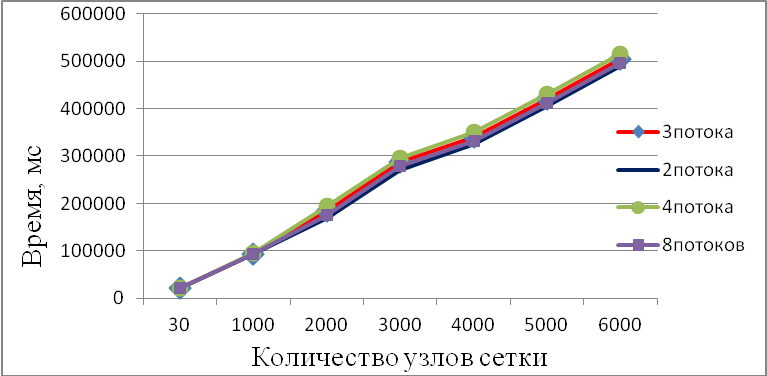 600000
500000
400000
300000
200000
100000
0
Время, мс
30 1000 2000 3000 4000 5000 6000
Количество узлов сетки
3потока
2потока
4потока
8потоков